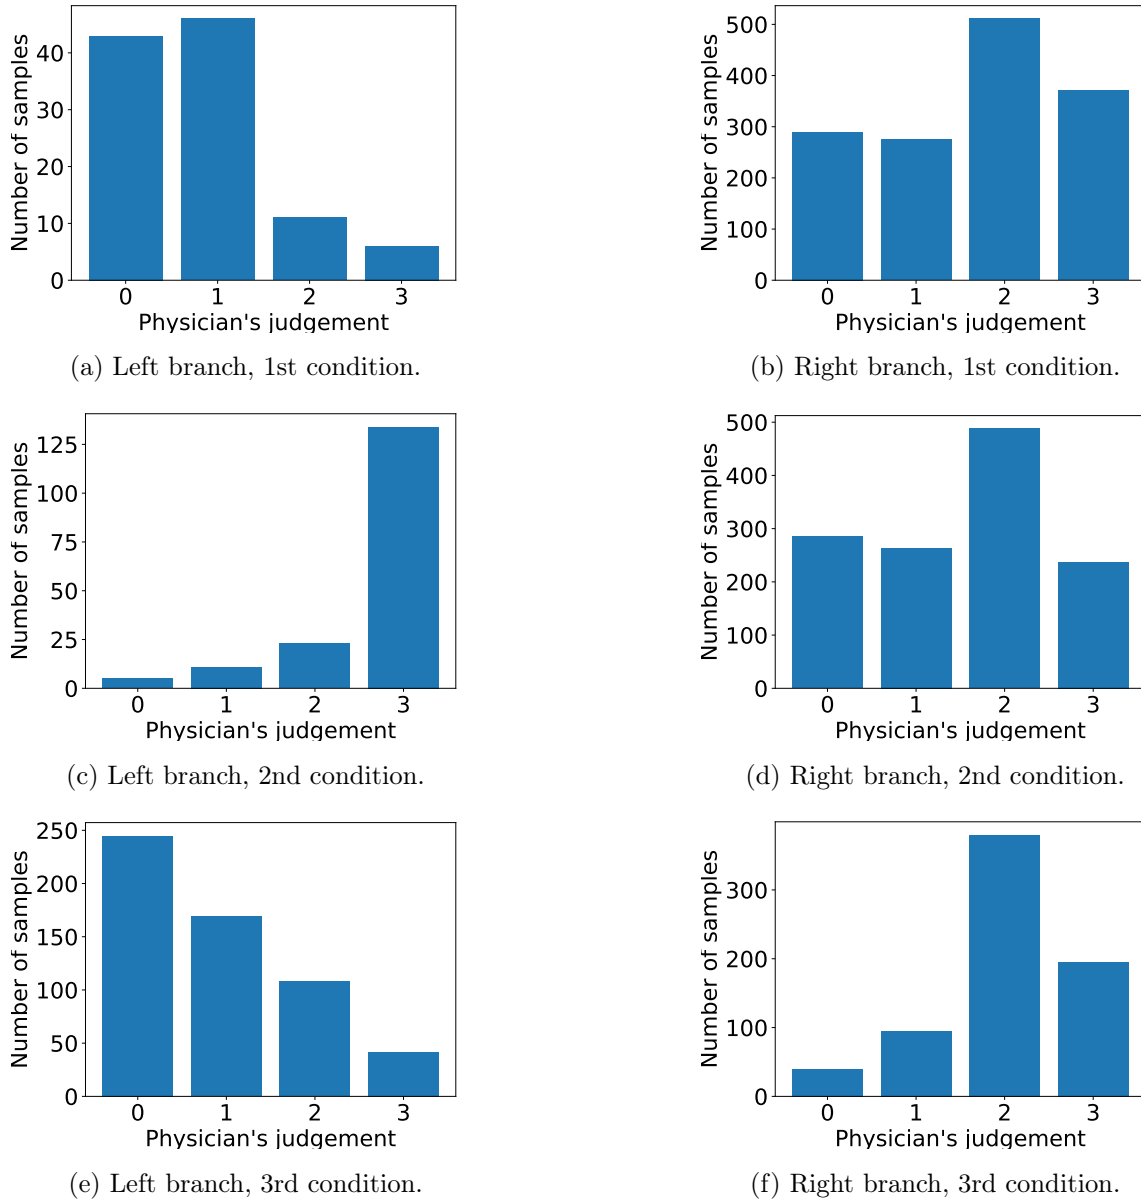 40
30
20
10
0
Number of samples
0 1 2 3
Physician's judgement
(a) Left branch, 1st condition.
500
400
300
200
100
0
Number of samples
0 1 2 3
Physician's judgement
(b) Right branch, 1st condition.
125
100
75
50
25
0
Number of samples
0 1 2 3
Physician's judgement
(c) Left branch, 2nd condition.
500
400
300
200
100
0
Number of samples
0 1 2 3
Physician's judgement
(d) Right branch, 2nd condition.
250
200
150
100
50
0
Number of samples
0 1 2 3
Physician's judgement
(e) Left branch, 3rd condition.
300
200
100
0
Number of samples
0 1 2 3
Physician's judgement
(f) Right branch, 3rd condition.